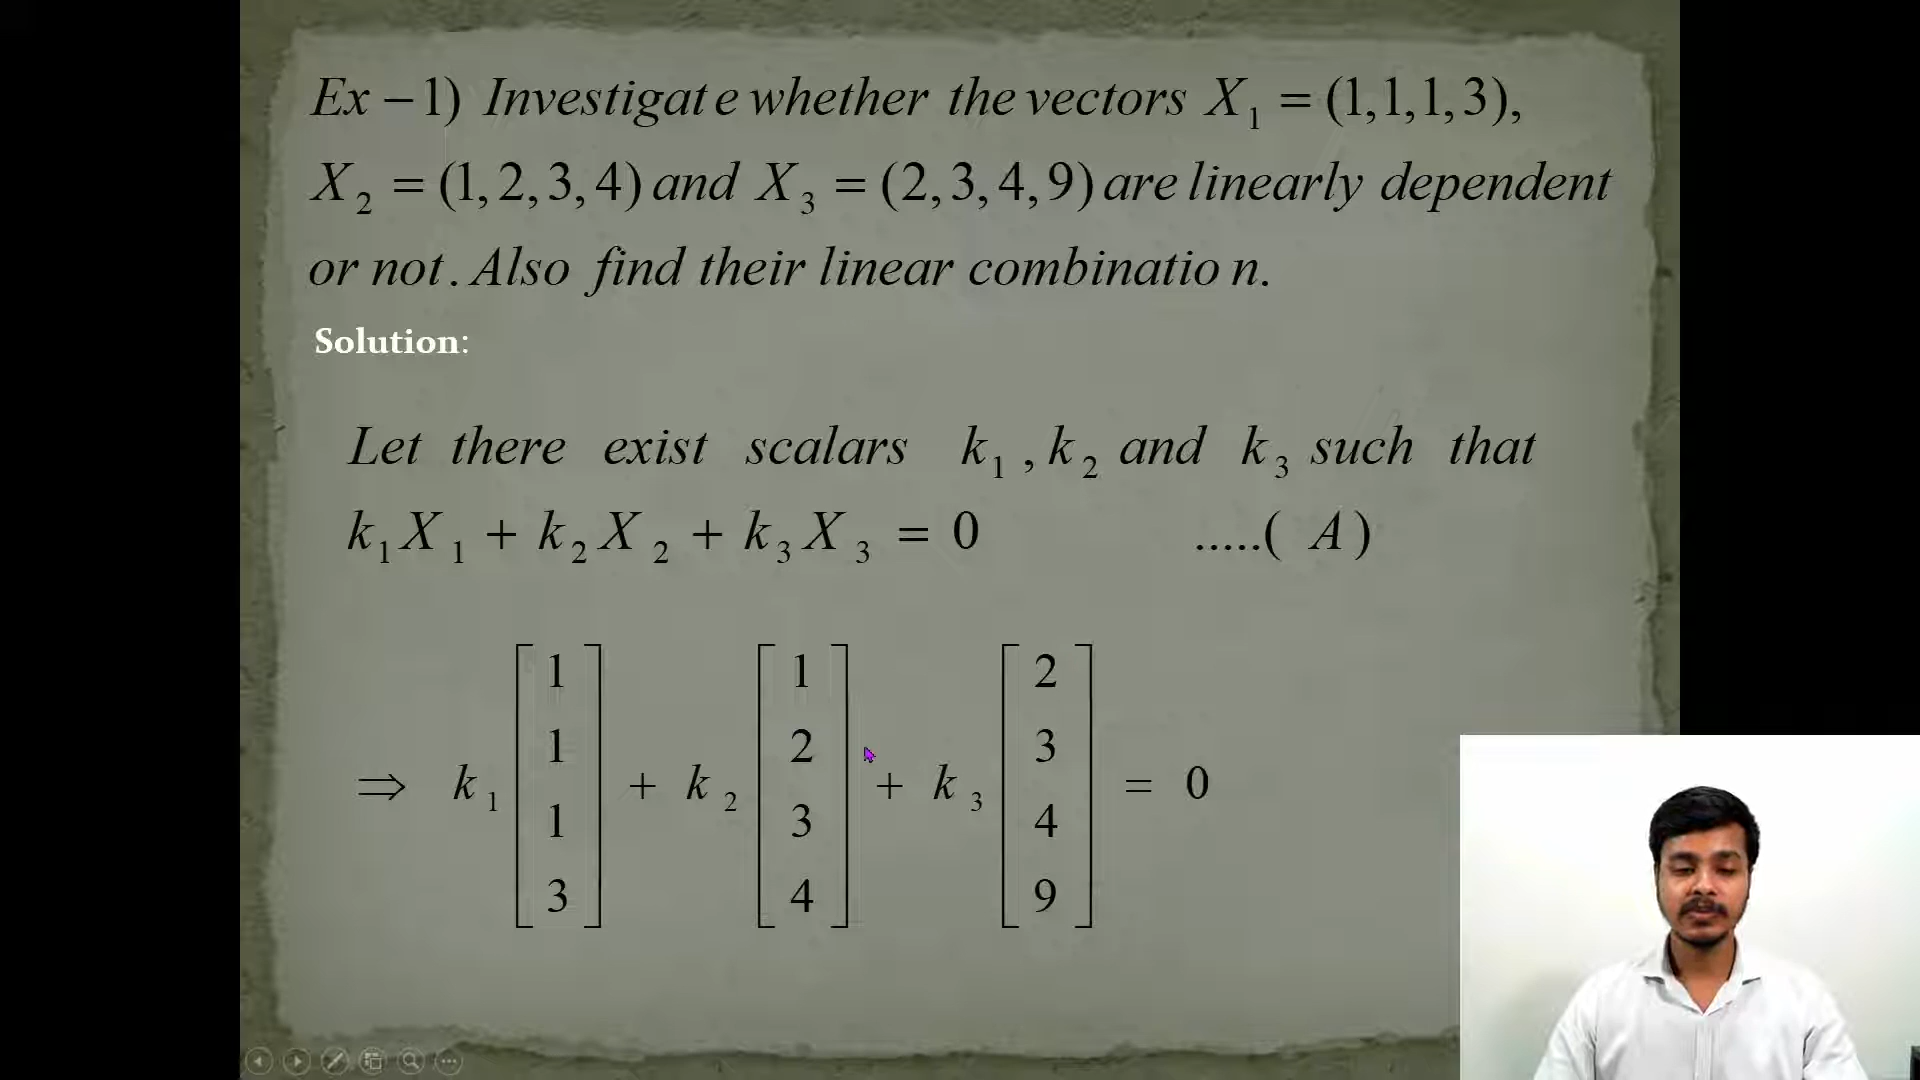 Ex – 1) Investigat e whether the vectors X₁ = (1,1,1,3),
X₂ = (1, 2, 3, 4) and X₃ = (2, 3, 4, 9) are linearly dependent
or not. Also find their linear combinatio n.
Solution:
Let there exist scalars k₁, k₂ and k₃ such that
k₁X₁ + k₂X₂ + k₃X₃ = 0 .....( A )
⇒ k₁ [1 1 1 3] + k₂ [1 2 3 4] + k₃ [2 3 4 9] = 0